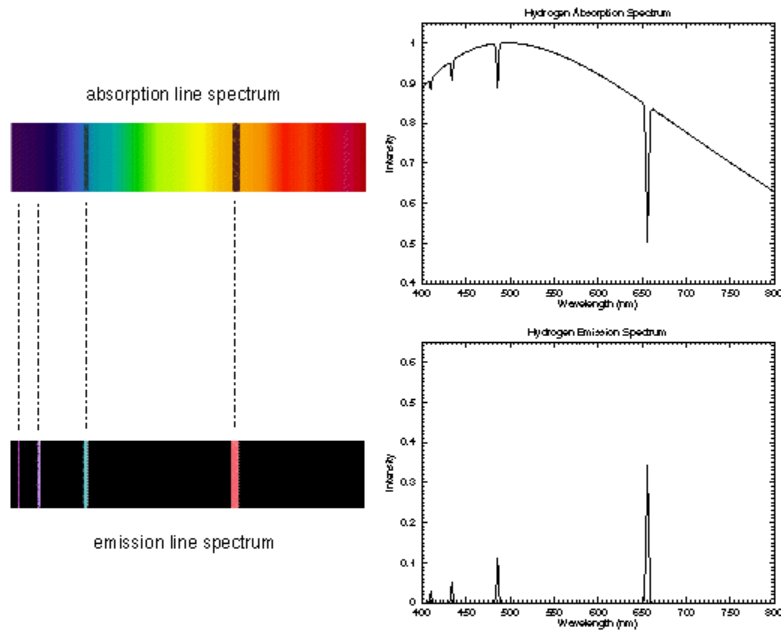 absorption line spectrum
emission line spectrum
Hydrogen Absorption Spectrum
Intensity
1
0.9
0.8
0.7
0.6
0.5
0.4
400 450 500 550 600 650 700 750 800
Wavelength (nm)
Hydrogen Emission Spectrum
Intensity
0.6
0.5
0.4
0.3
0.2
0.1
0
400 450 500 550 600 650 700 750 800
Wavelength (nm)